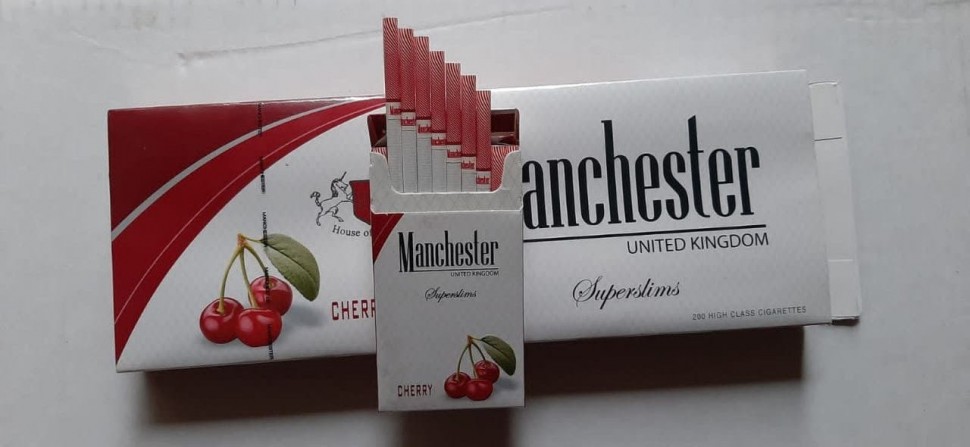 House of
CHERR
anchester
UNITED KINGDOM
Superslims
200 HIGH CLASS CIGARETTES
Manchester
UNITED KINGDOM
Superslims
CHERRY